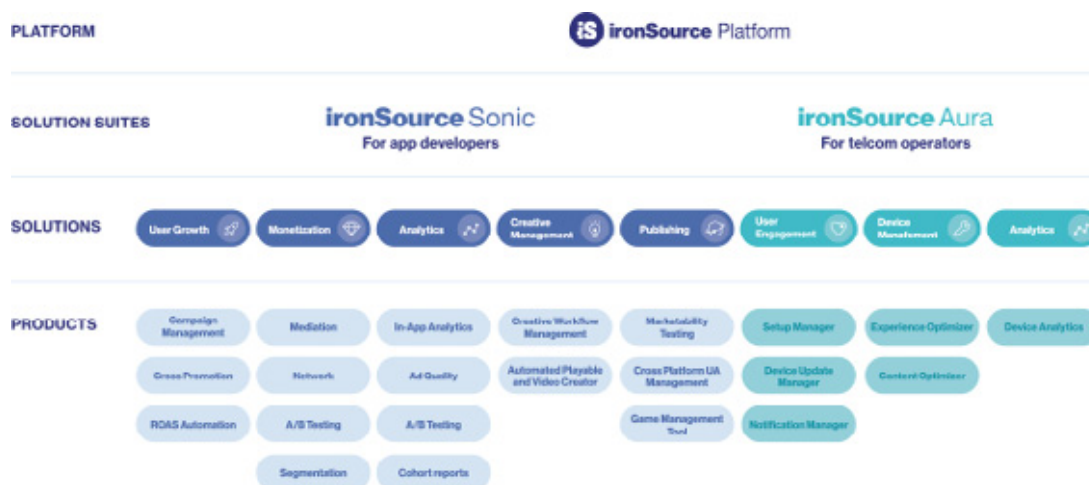 PLATFORM
iS ironSource Platform
SOLUTION SUITES
ironSource Sonic
For app developers
ironSource Aura
For telcom operators
SOLUTIONS
User Growth
Monetization
Analytics
Creative
Management
Publishing
User
Engagement
Device
Management
Analytics
PRODUCTS
Campaign
Management
Mediation
In-App Analytics
Creative Workflow
Management
Marketability
Testing
Setup Manager
Experience Optimizer
Device Analytics
Cross Promotion
Network
Ad Quality
Automated Playable
and Video Creator
Cross Platform UA
Management
Device Update
Manager
Content Optimizer
ROAS Automation
A/B Testing
A/B Testing
Game Management
Tool
Notification Manager
Segmentation
Cohort reports